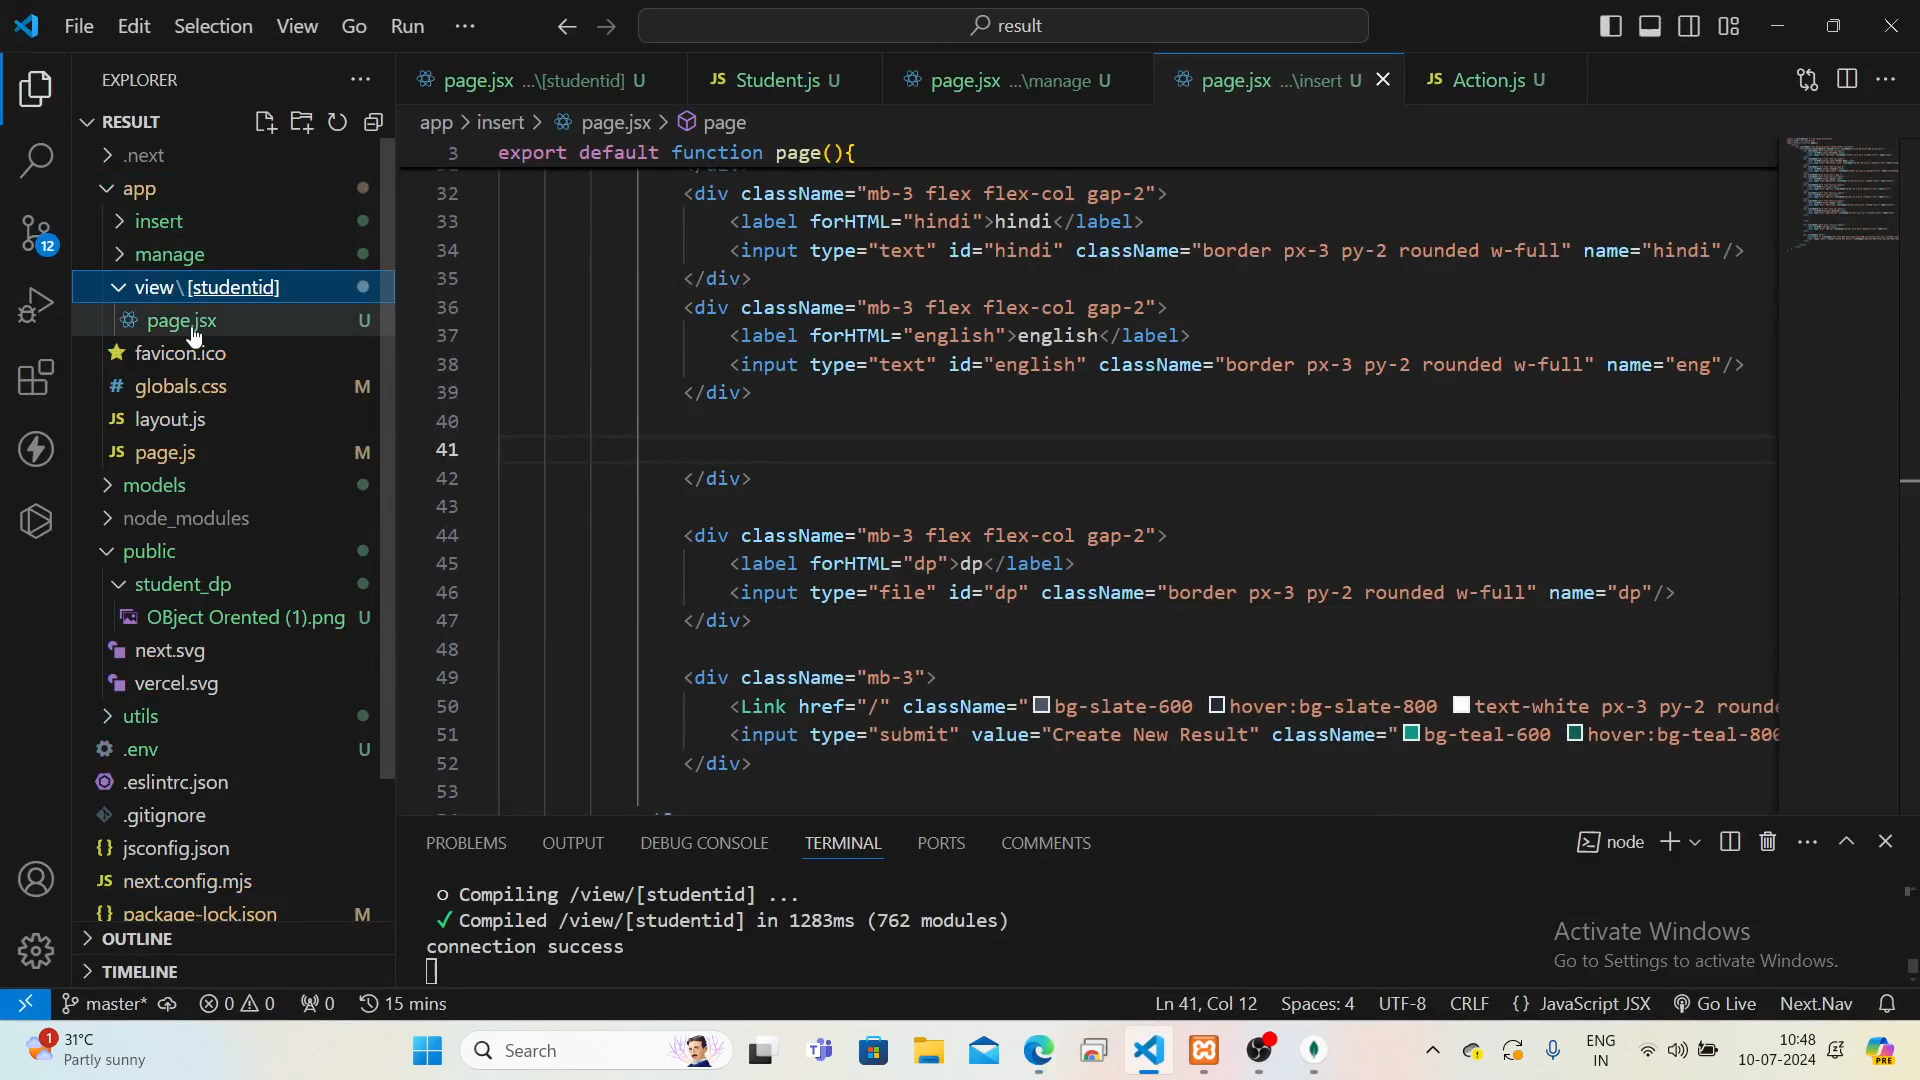 File Edit Selection View Go Run ... result
EXPLORER
page.jsx ...\[studentid] U
JS Student.js U
page.jsx ...\manage U
page.jsx ...\insert U
JS Action.js U
RESULT
app > insert > page.jsx > page
.next
app
insert
manage
view\[studentid]
page.jsx U
favicon.ico
# globals.css M
JS layout.js
JS page.js M
models
node_modules
public
student_dp
OBject Orented (1).png U
next.svg
vercel.svg
utils
.env U
.eslintrc.json
.gitignore
{} jsconfig.json
JS next.config.mjs
{} package-lock.json M
OUTLINE
TIMELINE
3 export default function page(){
32 <div className="mb-3 flex flex-col gap-2">
33 <label forHTML="hindi">hindi</label>
34 <input type="text" id="hindi" className="border px-3 py-2 rounded w-full" name="hindi"/>
35 </div>
36 <div className="mb-3 flex flex-col gap-2">
37 <label forHTML="english">english</label>
38 <input type="text" id="english" className="border px-3 py-2 rounded w-full" name="eng"/>
39 </div>
40
41
42 </div>
43
44 <div className="mb-3 flex flex-col gap-2">
45 <label forHTML="dp">dp</label>
46 <input type="file" id="dp" className="border px-3 py-2 rounded w-full" name="dp"/>
47 </div>
48
49 <div className="mb-3">
50 <Link href="/" className="bg-slate-600 hover:bg-slate-800 text-white px-3 py-2 rounde
51 <input type="submit" value="Create New Result" className="bg-teal-600 hover:bg-teal-800
52 </div>
53
PROBLEMS OUTPUT DEBUG CONSOLE TERMINAL PORTS COMMENTS
node
○ Compiling /view/[studentid] ...
✓ Compiled /view/[studentid] in 1283ms (762 modules)
connection success
Activate Windows
Go to Settings to activate Windows.
12
master* 0 0 0 15 mins Ln 41, Col 12 Spaces: 4 UTF-8 CRLF {} JavaScript JSX Go Live Next.Nav
1
31°C
Partly sunny
Search
ENG
IN
10:48
10-07-2024
PRE